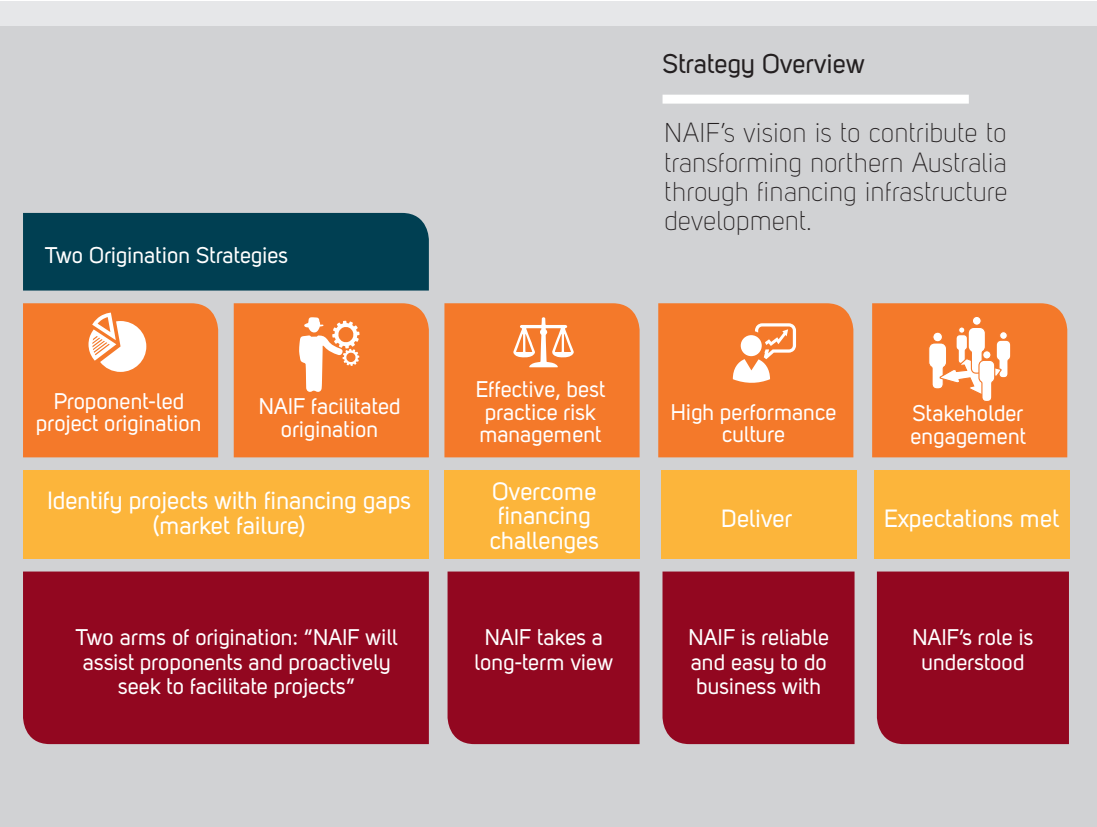 Strategy Overview
NAIF’s vision is to contribute to
transforming northern Australia
through financing infrastructure
development.
Two Origination Strategies
Proponent-led
project origination
NAIF facilitated
origination
Effective, best
practice risk
management
High performance
culture
Stakeholder
engagement
Identify projects with financing gaps
(market failure)
Overcome
financing
challenges
Deliver
Expectations met
Two arms of origination: “NAIF will
assist proponents and proactively
seek to facilitate projects”
NAIF takes a
long-term view
NAIF is reliable
and easy to do
business with
NAIF’s role is
understood